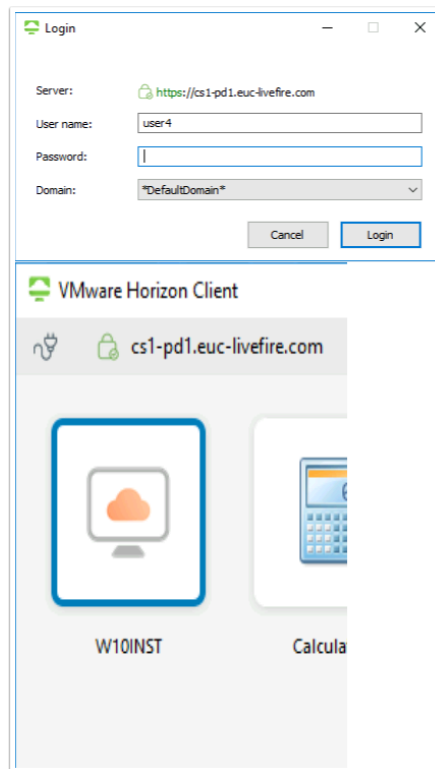 Login
Server: https://cs1-pd1.euc-livefire.com
User name: user4
Password:
Domain: *DefaultDomain*
Cancel Login
VMware Horizon Client
cs1-pd1.euc-livefire.com
W10INST Calcula